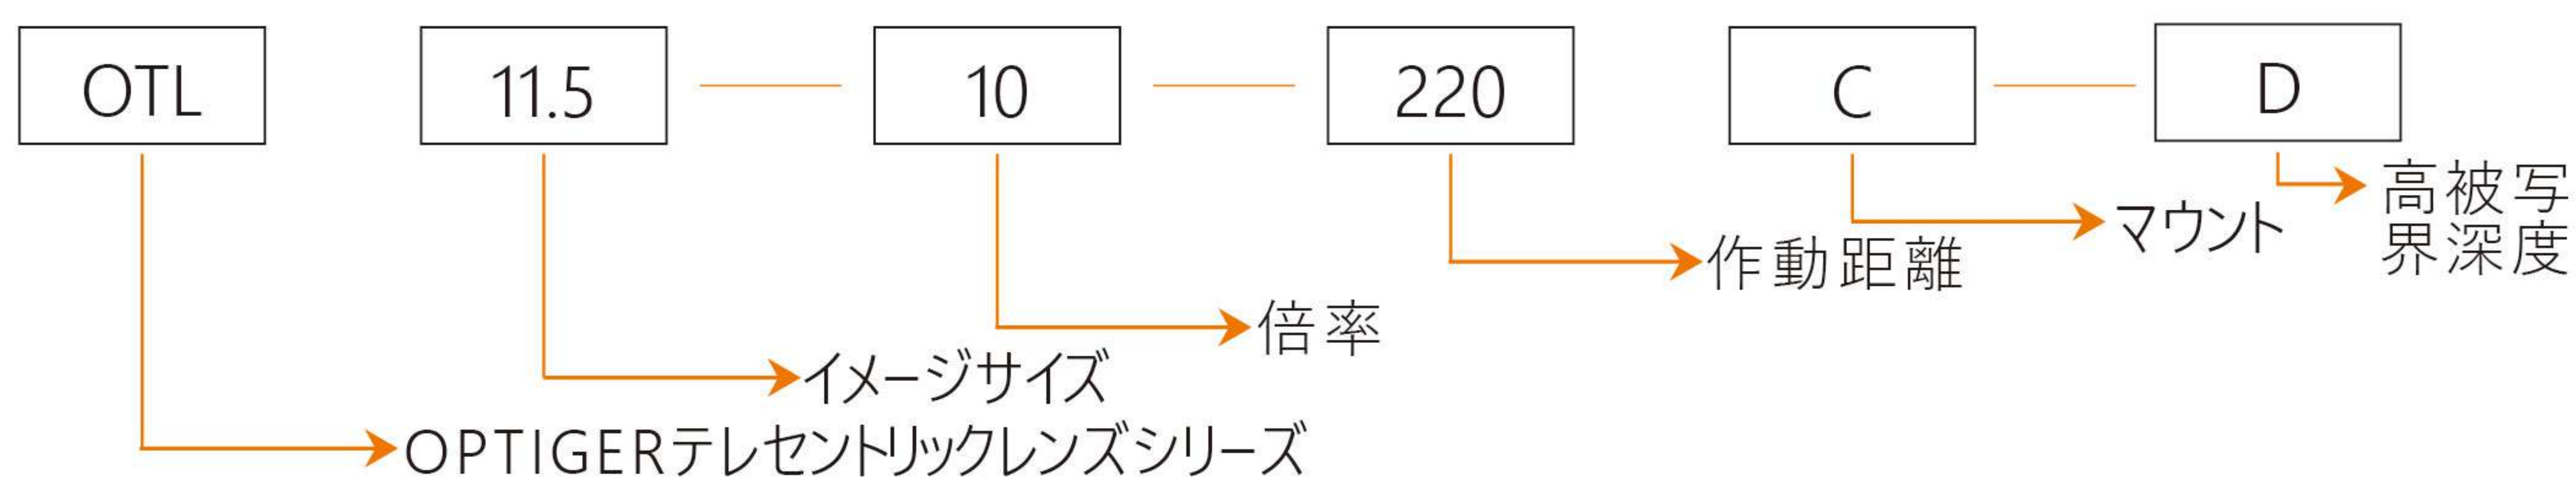 OTL 11.5 10 220 C D
高被写
界深度
マウント
作動距離
倍率
イメージサイズ
OPTIGERテレセントリックレンズシリーズ